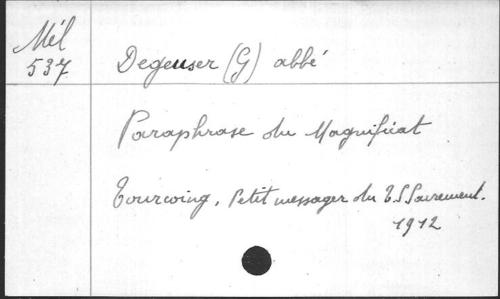 Mél
537
Degeuser (G) abbé
Paraphrase du Magnificat
Tourcoing, Petit messager du T.S Sacrement.
1912